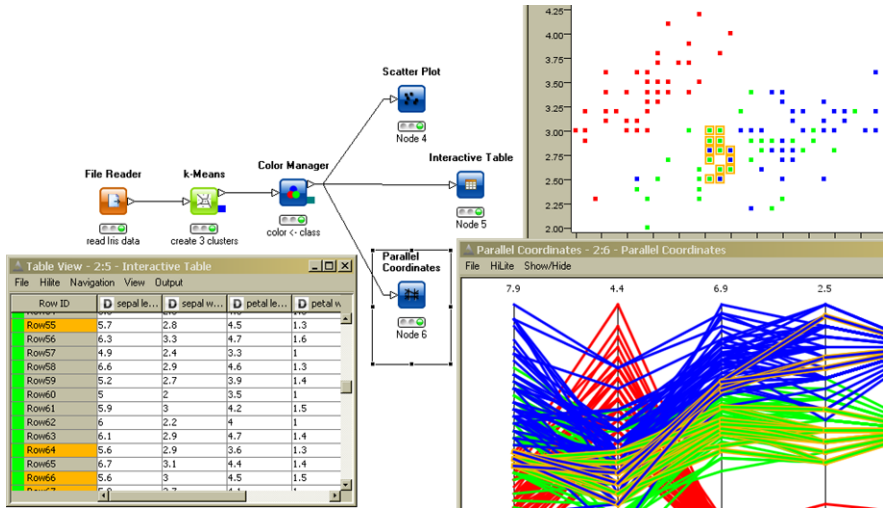 Scatter Plot
Node 4
Interactive Table
Node 5
File Reader
read Iris data
k-Means
create 3 clusters
Color Manager
color <- class
Parallel
Coordinates
Node 6
4.25
4.00
3.75
3.50
3.25
3.00
2.75
2.50
2.25
2.00
Table View - 2:5 - Interactive Table
File Hilite Navigation View Output
Row ID D sepal le... D sepal w... D petal le... D petal w
Row55 5.7 2.8 4.5 1.3
Row56 6.3 3.3 4.7 1.6
Row57 4.9 2.4 3.3 1
Row58 6.6 2.9 4.6 1.3
Row59 5.2 2.7 3.9 1.4
Row60 5 2 3.5 1
Row61 5.9 3 4.2 1.5
Row62 6 2.2 4 1
Row63 6.1 2.9 4.7 1.4
Row64 5.6 2.9 3.6 1.3
Row65 6.7 3.1 4.4 1.4
Row66 5.6 3 4.5 1.5
Parallel Coordinates - 2:6 - Parallel Coordinates
File HiLite Show/Hide
7.9 4.4 6.9 2.5